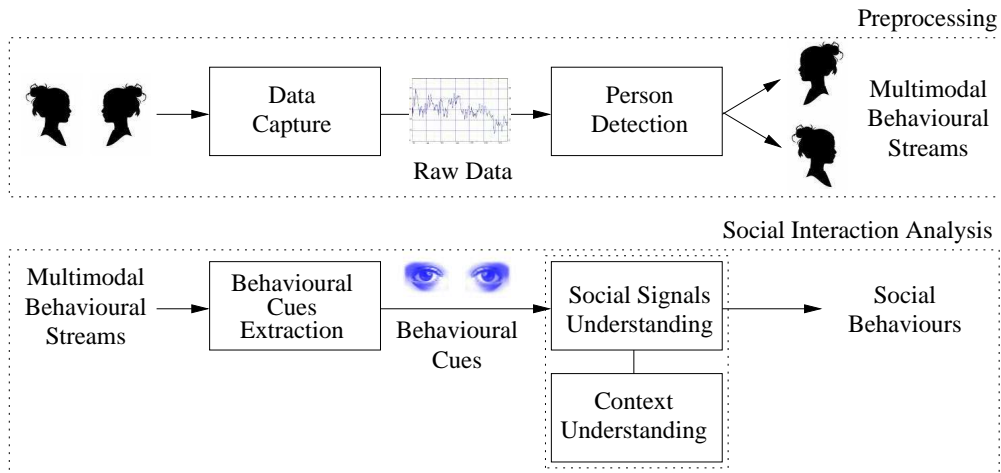 Preprocessing
Data
Capture
Raw Data
Person
Detection
Multimodal
Behavioural
Streams
Social Interaction Analysis
Multimodal
Behavioural
Streams
Behavioural
Cues
Extraction
Behavioural
Cues
Social Signals
Understanding
Context
Understanding
Social
Behaviours